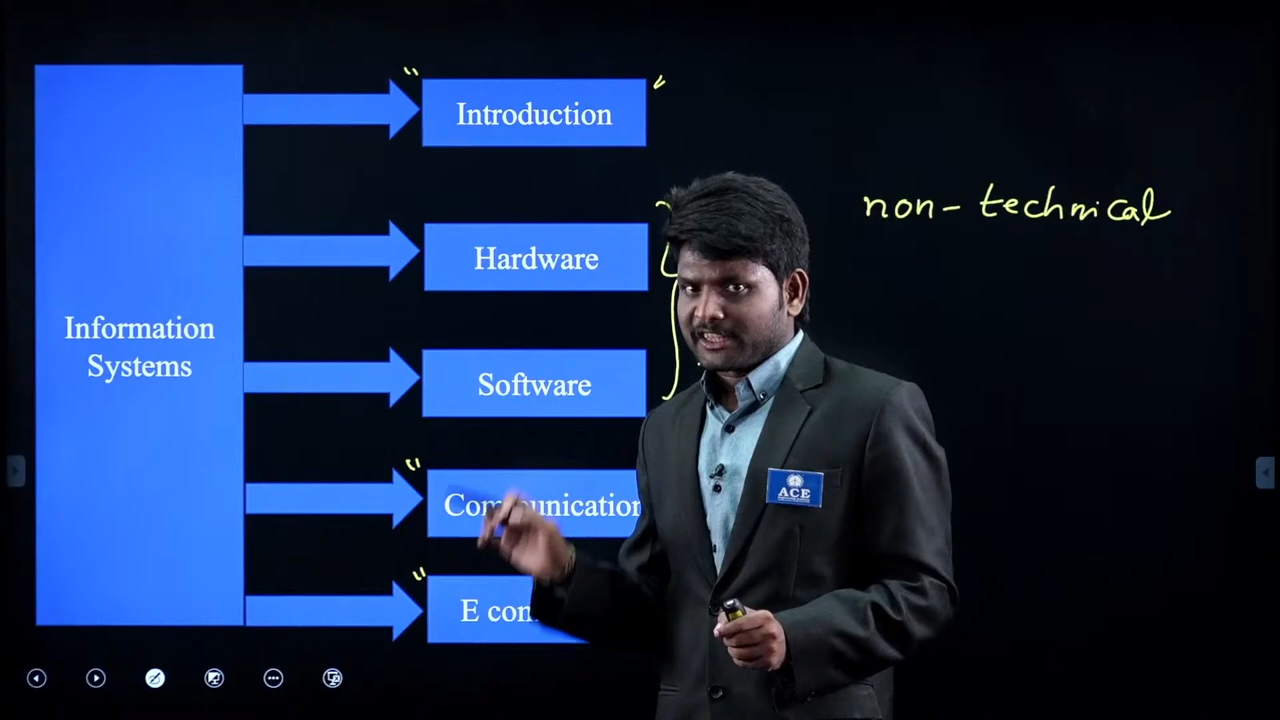 Introduction
non-technical
Hardware
Information
Systems
Software
ACE
Communication
E com